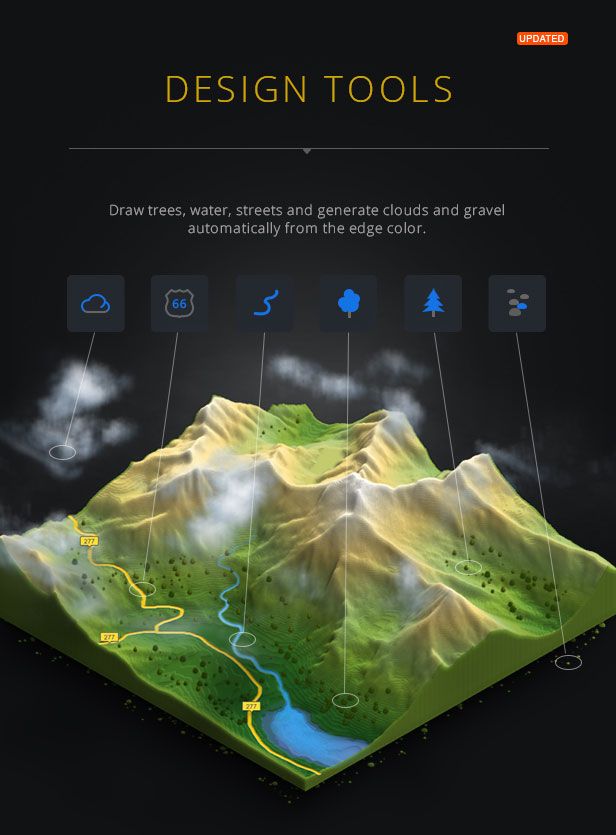 UPDATED
DESIGN TOOLS
Draw trees, water, streets and generate clouds and gravel
automatically from the edge color.
66
277
277
277